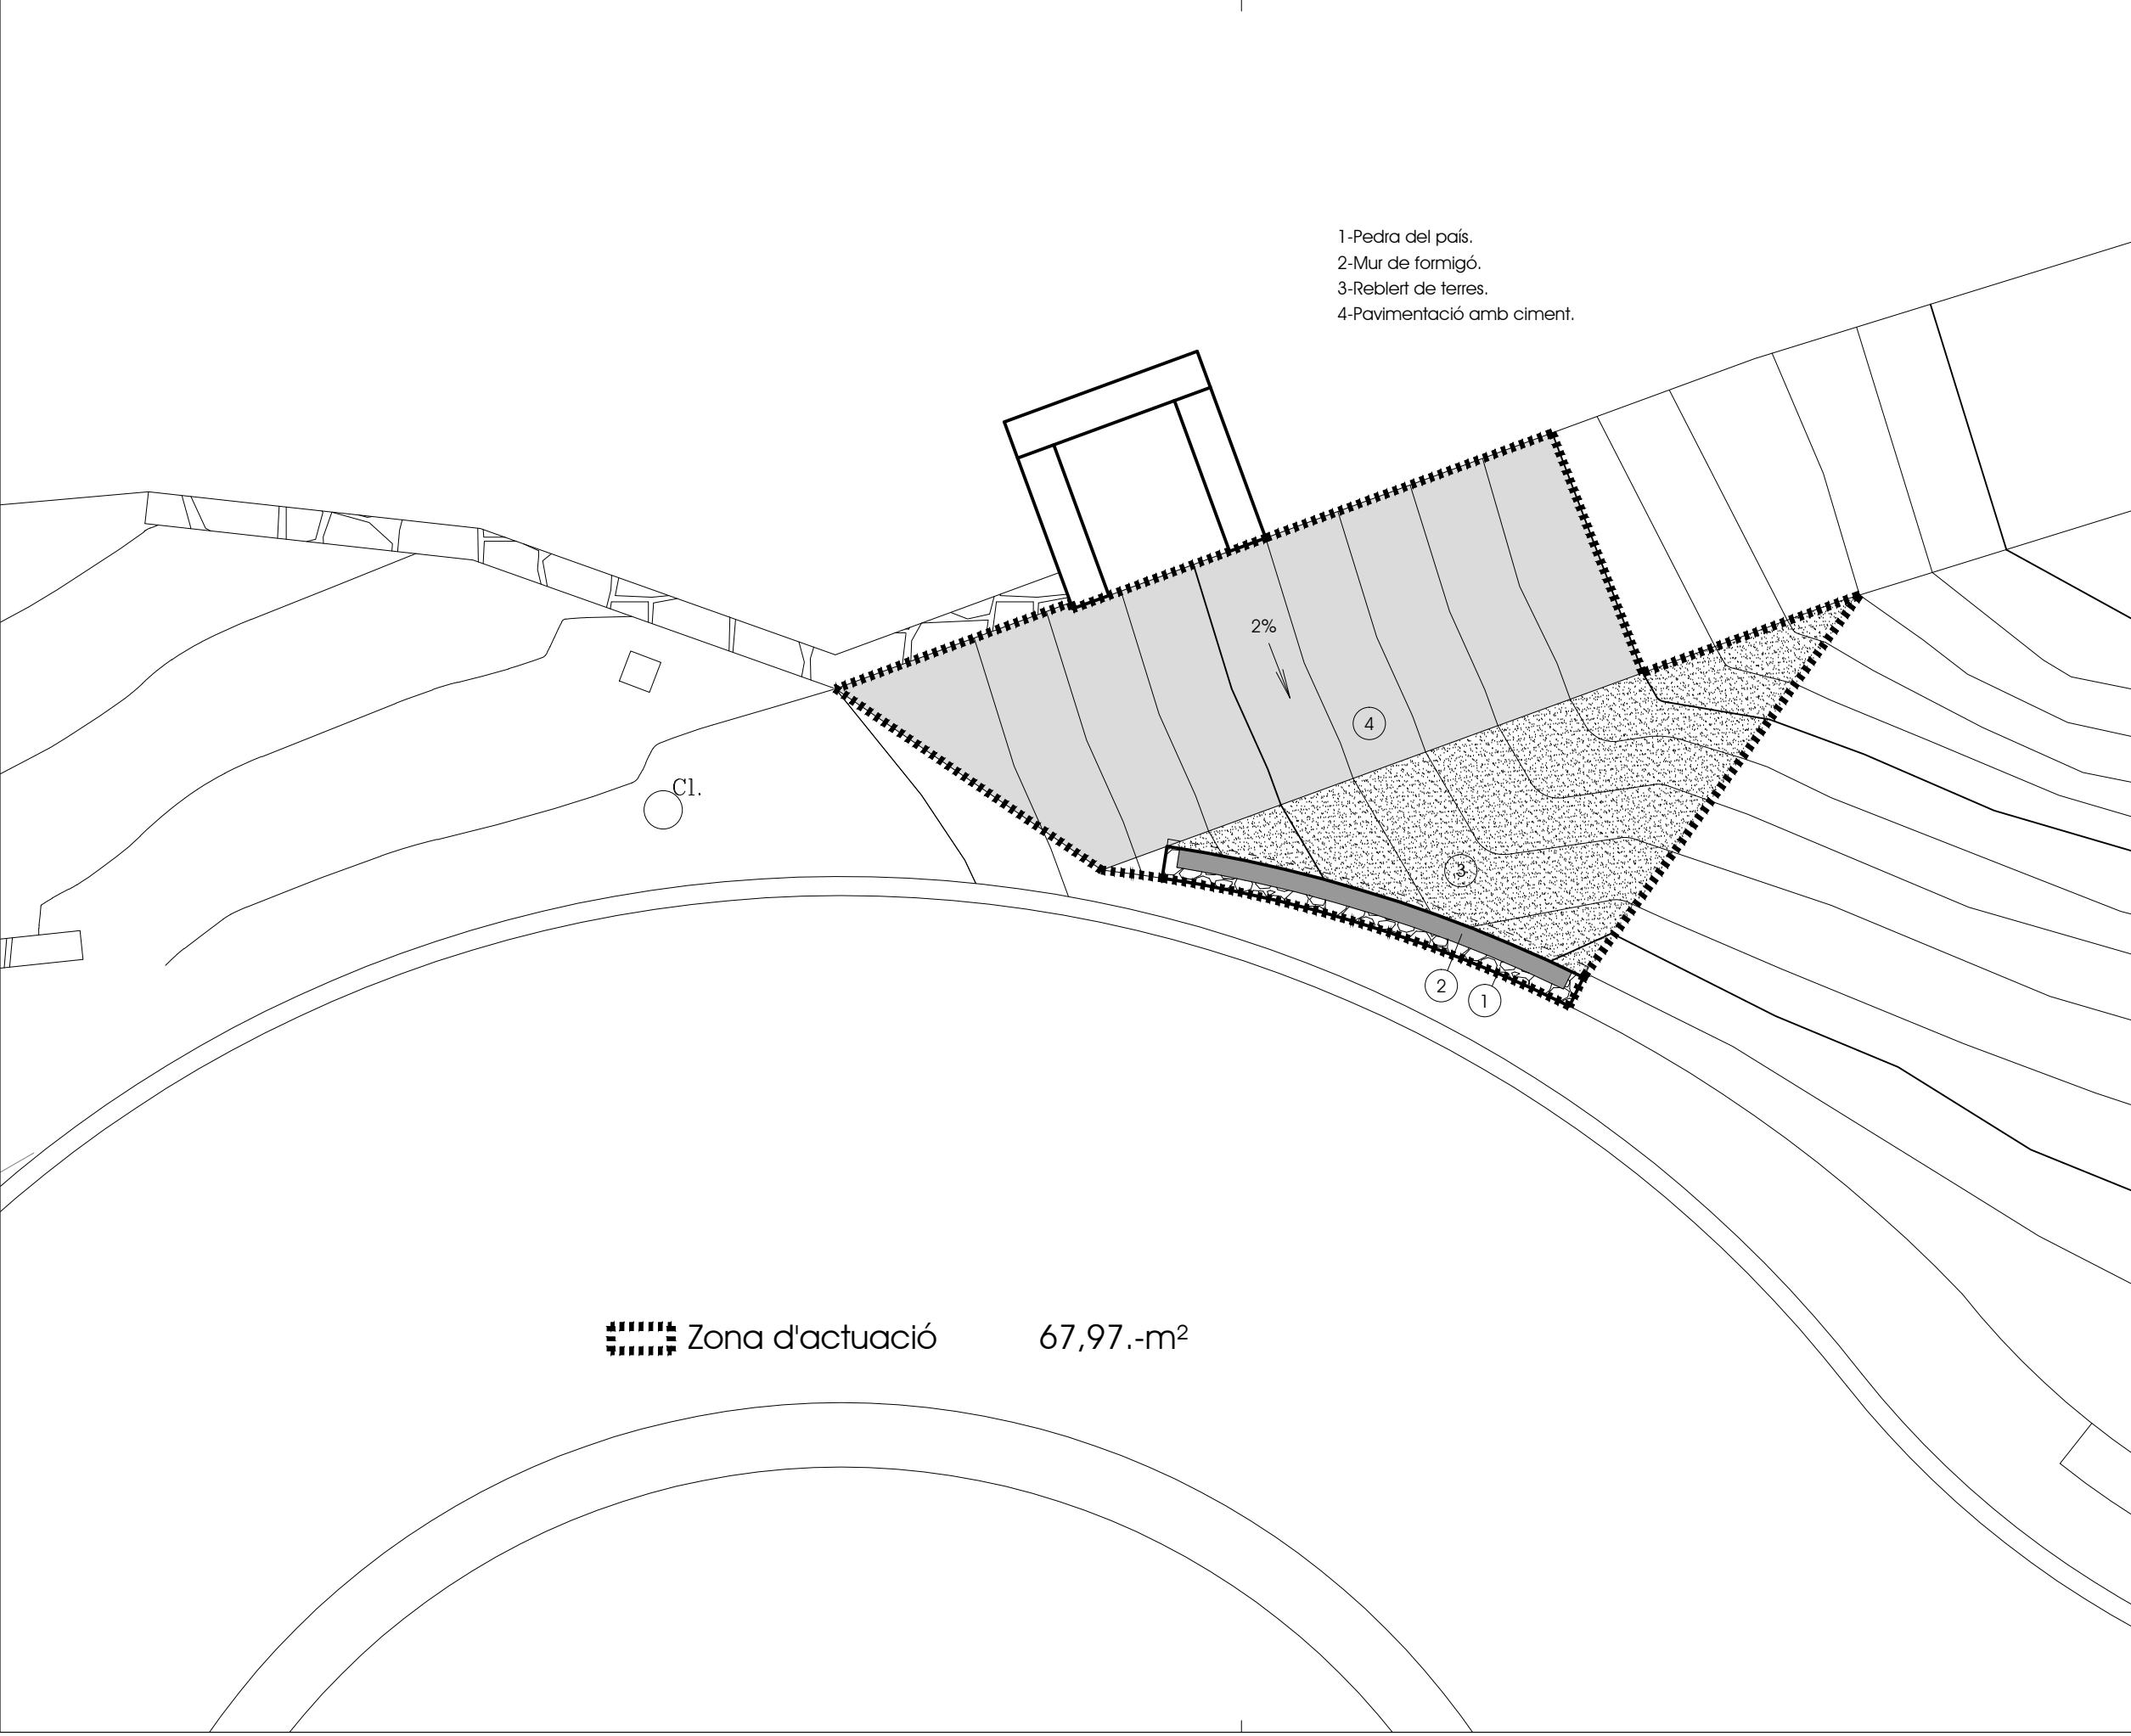 1-Pedra del país.
2-Mur de formigó.
3-Reblert de terres.
4-Pavimentació amb ciment.
2%
4
Cl.
3
2
1
Zona d'actuació 67,97.-m²